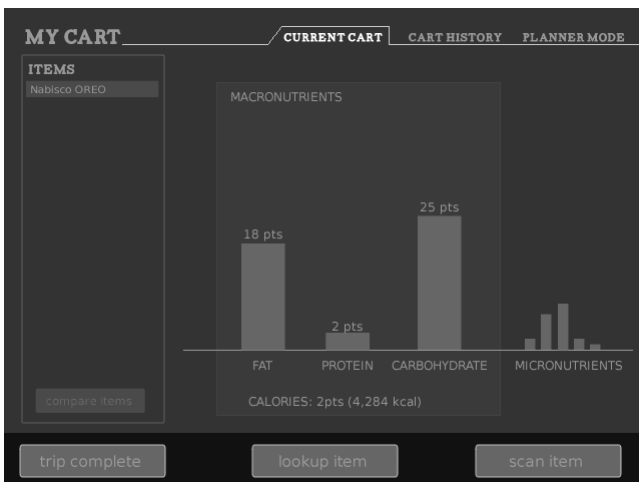 MY CART
CURRENT CART
CART HISTORY
PLANNER MODE
ITEMS
Nabisco OREO
MACRONUTRIENTS
25 pts
18 pts
2 pts
FAT
PROTEIN
CARBOHYDRATE
MICRONUTRIENTS
compare items
CALORIES: 2pts (4,284 kcal)
trip complete
lookup item
scan item